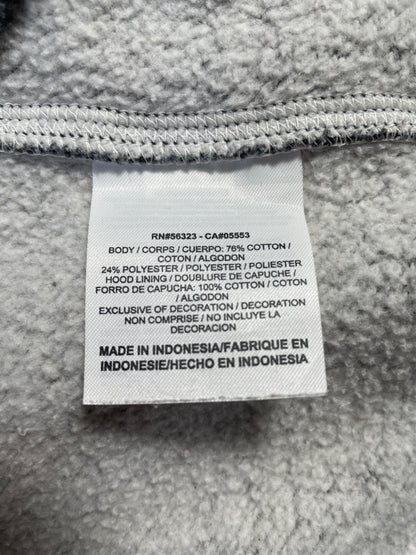 RN#56323 - CA#05553
BODY / CORPS / CUERPO: 76% COTTON /
COTON / ALGODON
24% POLYESTER / POLYESTER / POLIESTER
HOOD LINING / DOUBLURE DE CAPUCHE /
FORRO DE CAPUCHA: 100% COTTON / COTON
/ ALGODON
EXCLUSIVE OF DECORATION / DECORATION
NON COMPRISE / NO INCLUYE LA
DECORACION
MADE IN INDONESIA/FABRIQUE EN
INDONESIE/HECHO EN INDONESIA